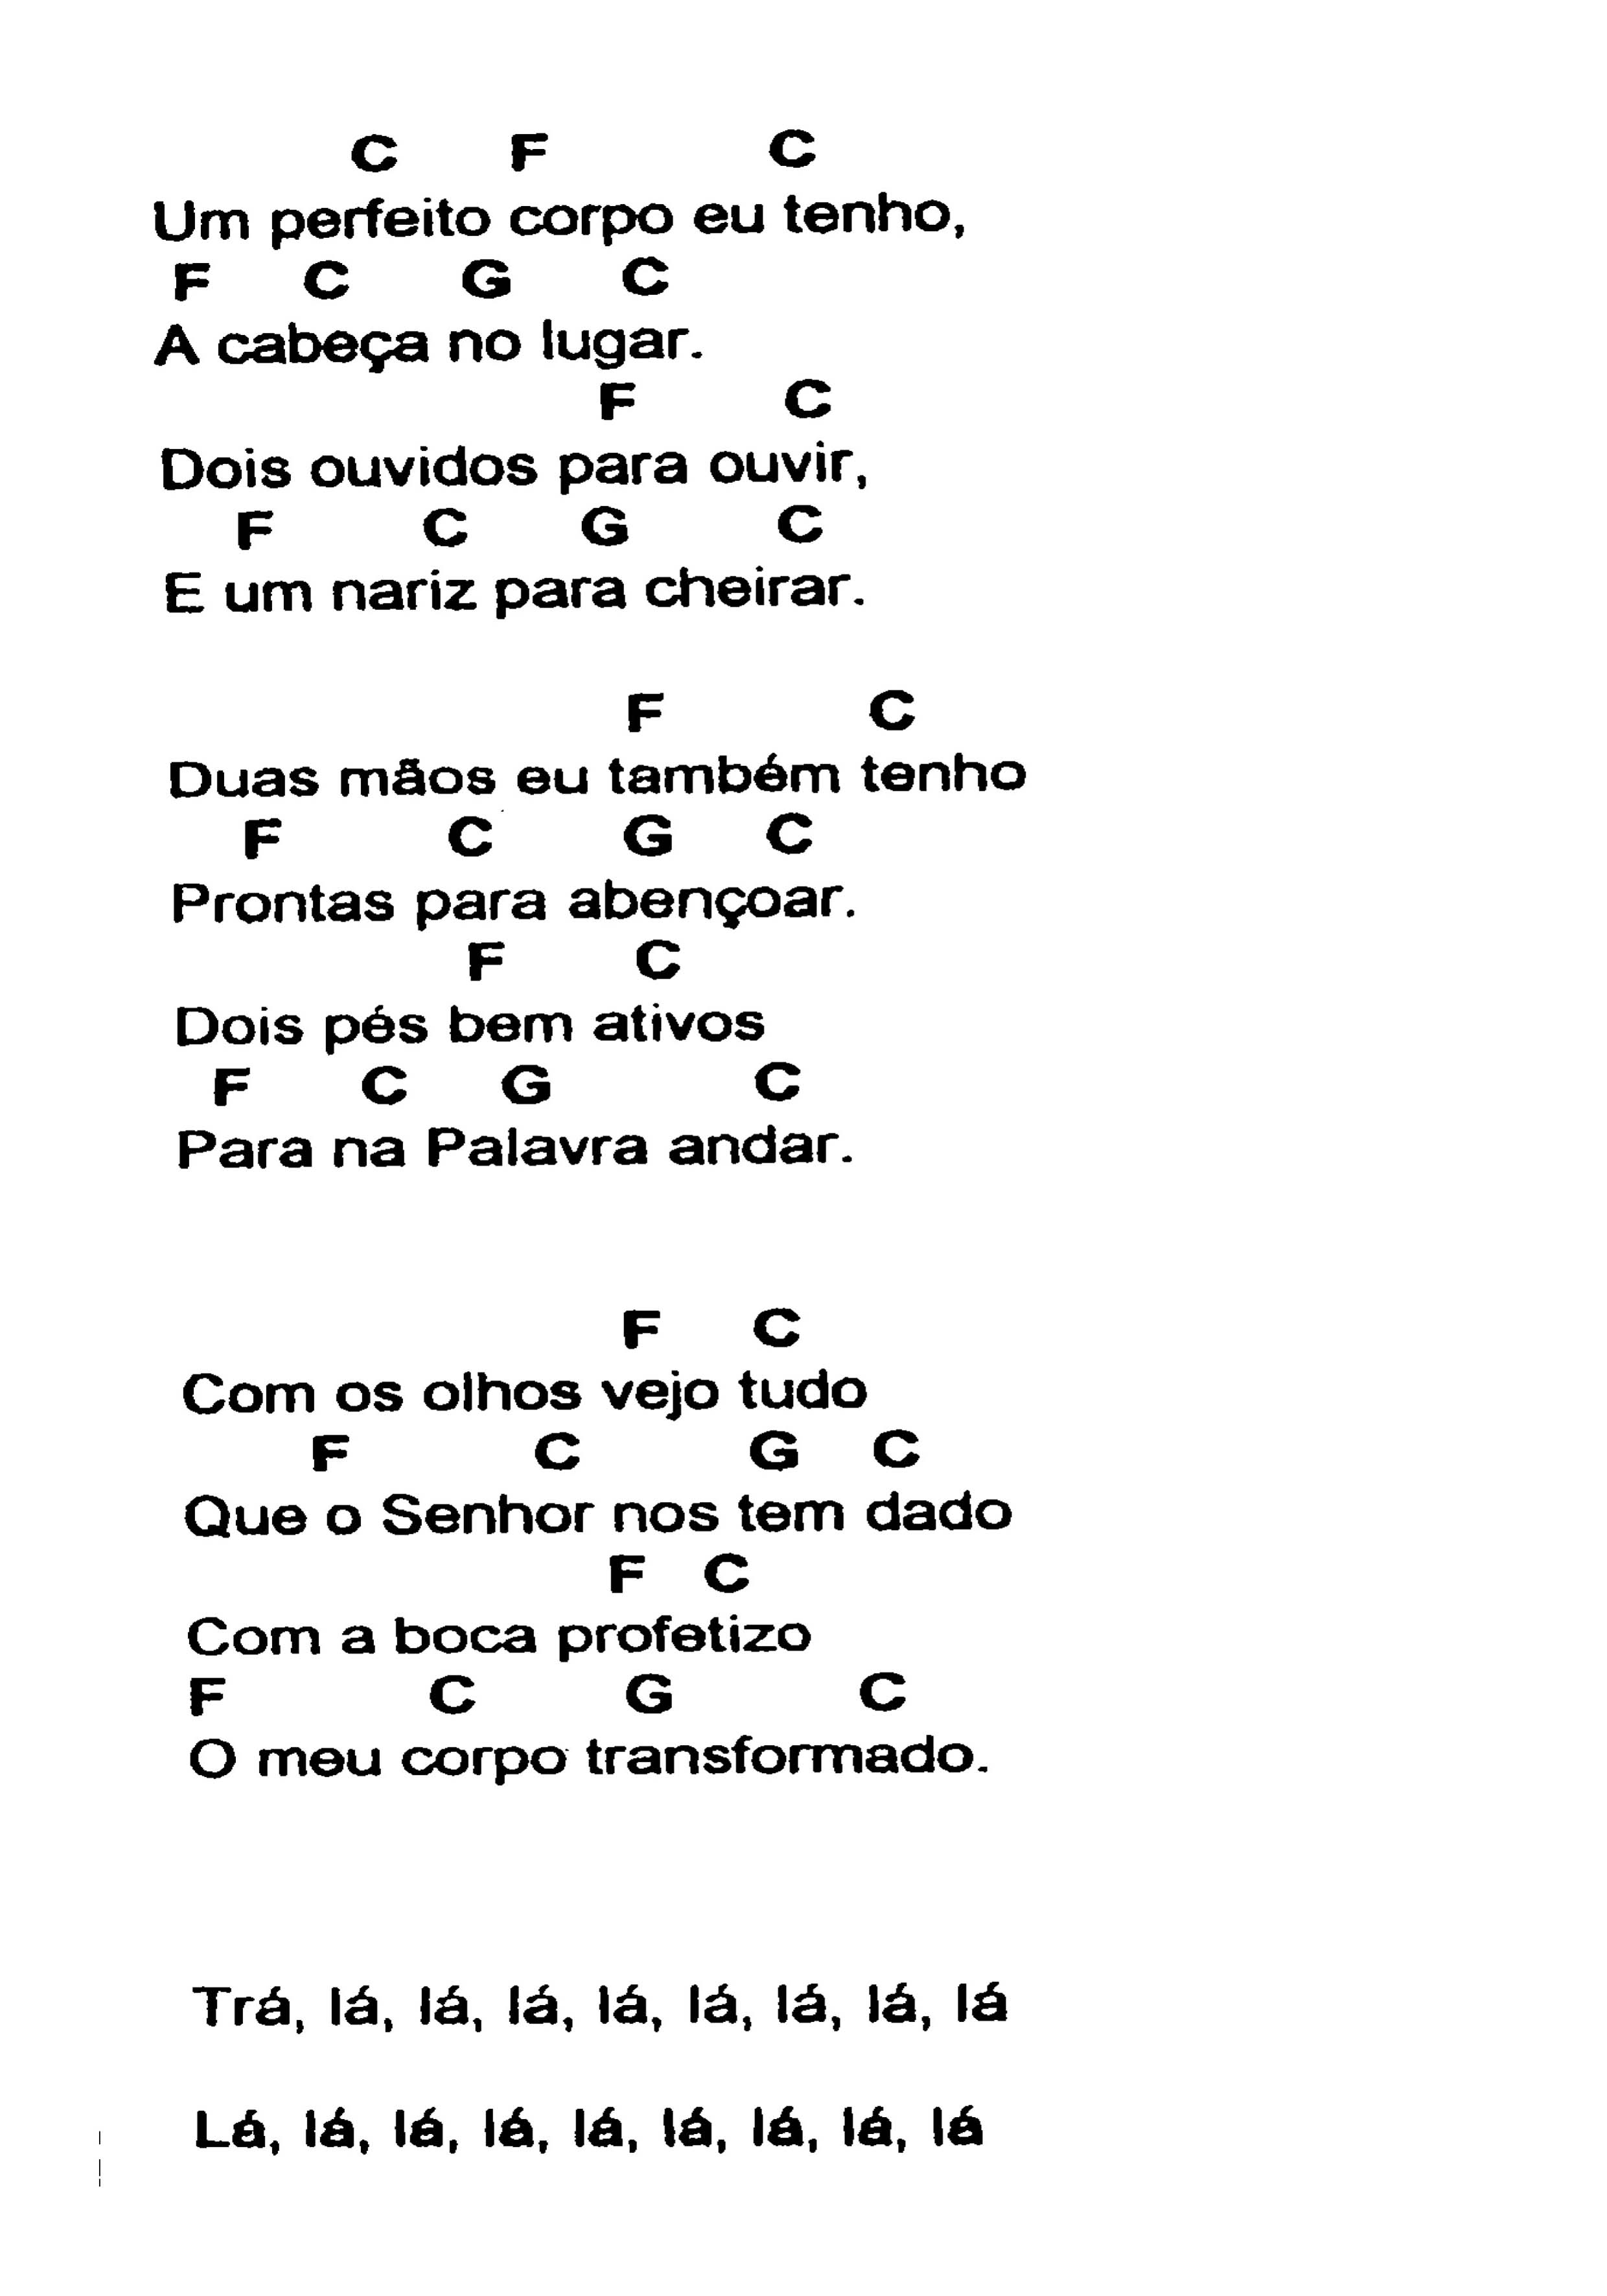 C F C
Um perfeito corpo eu tenho,
F C G C
A cabeça no lugar.
F C
Dois ouvidos para ouvir,
F C G C
E um nariz para cheirar.
F C
Duas mãos eu também tenho
F C G C
Prontas para abençoar.
F C
Dois pés bem ativos
F C G C
Para na Palavra andar.
F C
Com os olhos vejo tudo
F C G C
Que o Senhor nos tem dado
F C
Com a boca profetizo
F C G C
O meu corpo transformado.
Trá, lá, lá, lá, lá, lá, lá, lá, lá
Lá, lá, lá, lá, lá, lá, lá, lá, lá